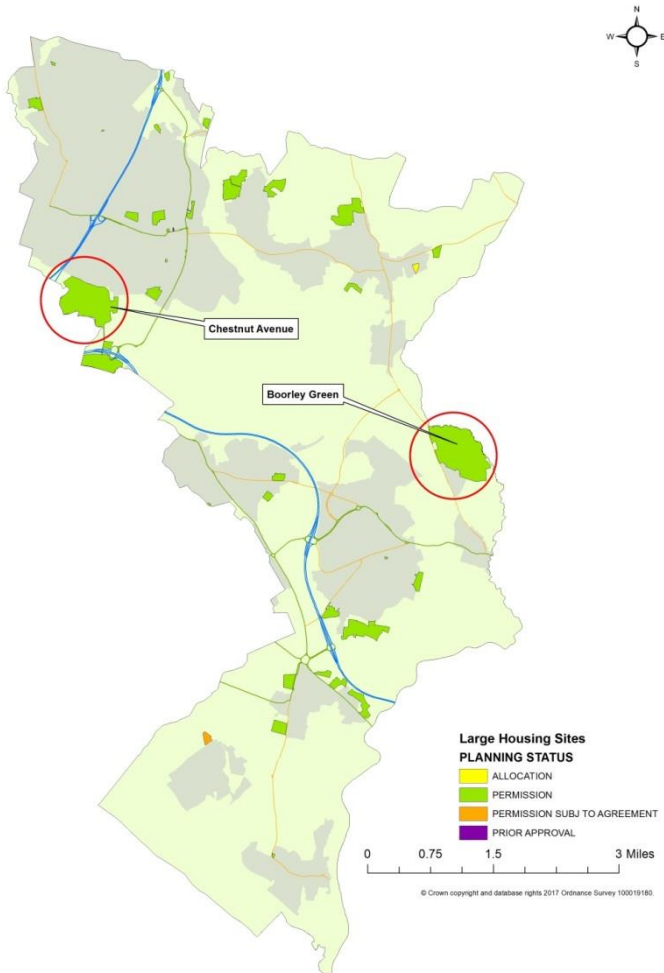 N
W E
S
Chestnut Avenue
Boorley Green
Large Housing Sites
PLANNING STATUS
ALLOCATION
PERMISSION
PERMISSION SUBJ TO AGREEMENT
PRIOR APPROVAL
0 0.75 1.5 3 Miles
© Crown copyright and database rights 2017 Ordnance Survey 100019180.